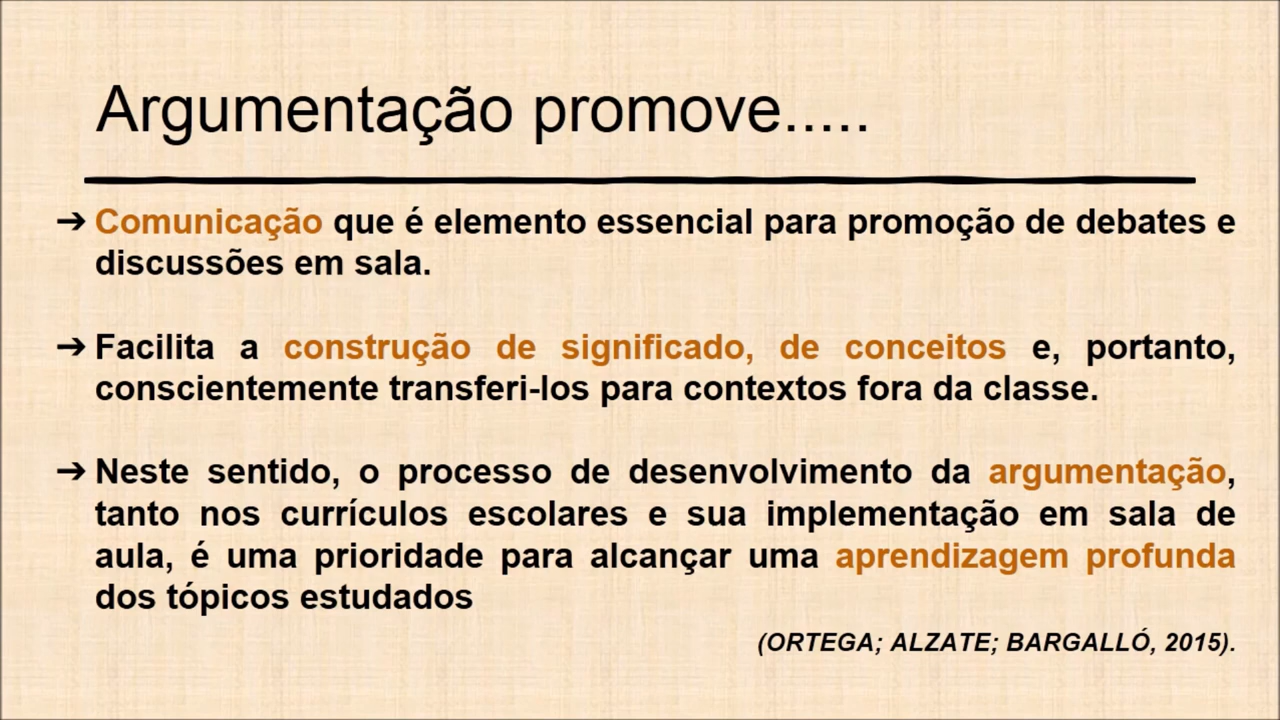 Argumentação promove.....
➔ Comunicação que é elemento essencial para promoção de debates e
discussões em sala.
➔ Facilita a construção de significado, de conceitos e, portanto,
conscientemente transferi-los para contextos fora da classe.
➔ Neste sentido, o processo de desenvolvimento da argumentação,
tanto nos currículos escolares e sua implementação em sala de
aula, é uma prioridade para alcançar uma aprendizagem profunda
dos tópicos estudados
(ORTEGA; ALZATE; BARGALLÓ, 2015).